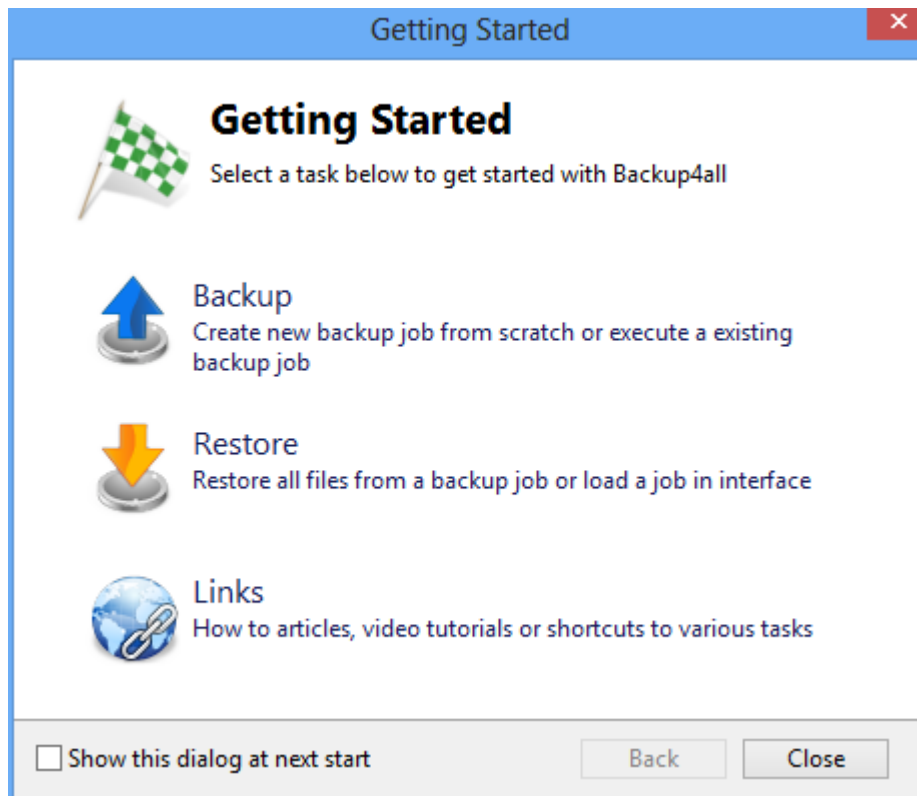 Getting Started
Getting Started
Select a task below to get started with Backup4all
Backup
Create new backup job from scratch or execute a existing
backup job
Restore
Restore all files from a backup job or load a job in interface
Links
How to articles, video tutorials or shortcuts to various tasks
Show this dialog at next start
Back
Close